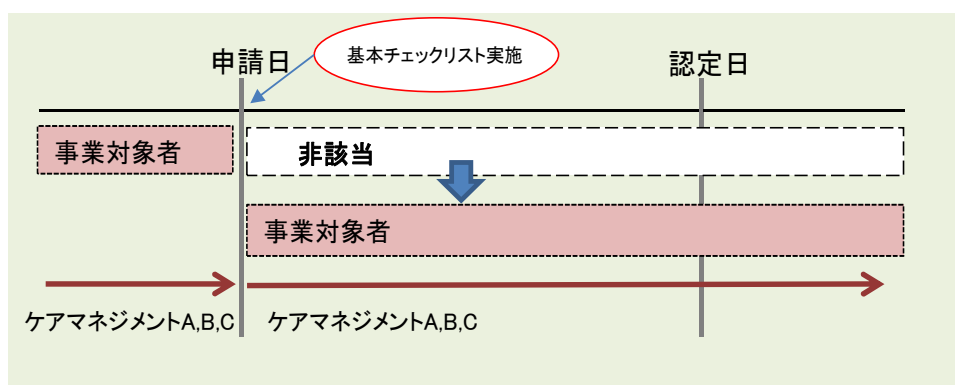 基本チェックリスト実施
申請日
認定日
事業対象者
非該当
事業対象者
ケアマネジメントA,B,C
ケアマネジメントA,B,C